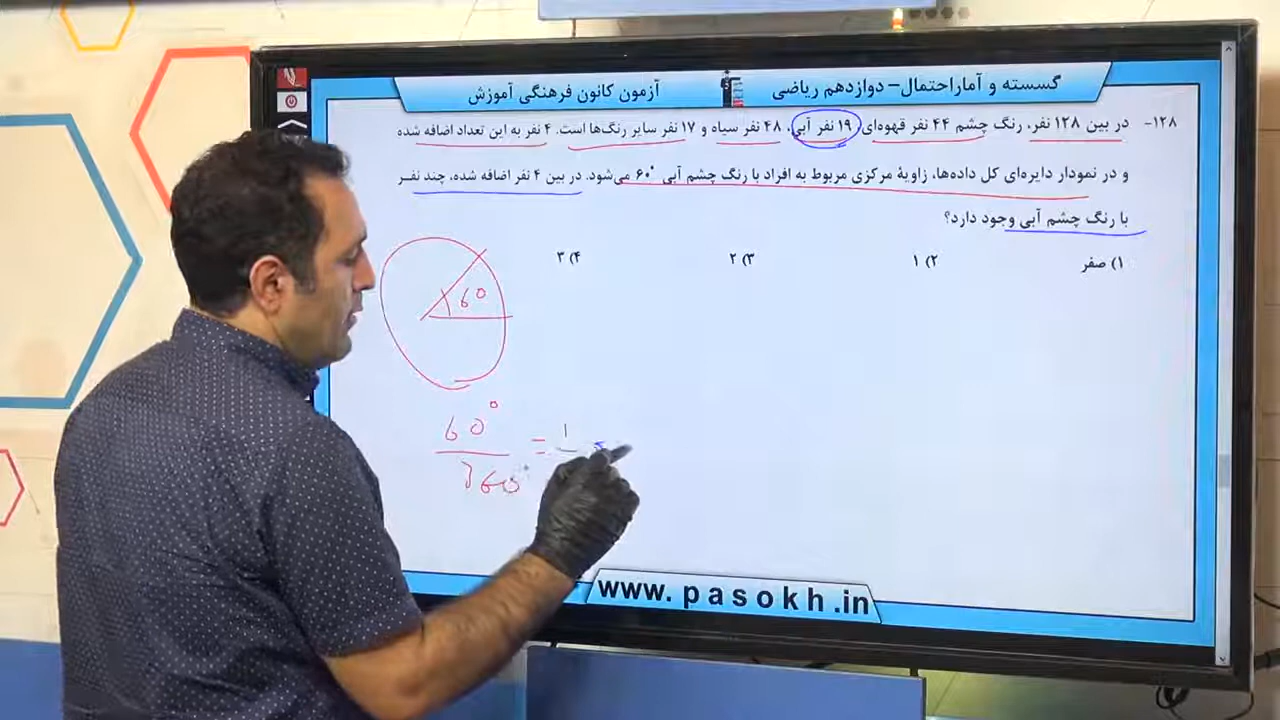 گسسته و آماراحتمال- دوازدهم ریاضی
آزمون کانون فرهنگی آموزش
۱۲۸- در بین ۱۲۸ نفر، رنگ چشم ۴۴ نفر قهوه‌ای، ۱۹ نفر آبی، ۴۸ نفر سیاه و ۱۷ نفر سایر رنگ‌ها است. ۴ نفر به این تعداد اضافه شده
و در نمودار دایره‌ای کل داده‌ها، زاویهٔ مرکزی مربوط به افراد با رنگ چشم آبی ۶۰° می‌شود. در بین ۴ نفر اضافه شده، چند نفر
با رنگ چشم آبی وجود دارد؟
۱) صفر ۲) ۱ ۳) ۲ ۴) ۳
60
60° / 360° = 1
www.pasokh.in